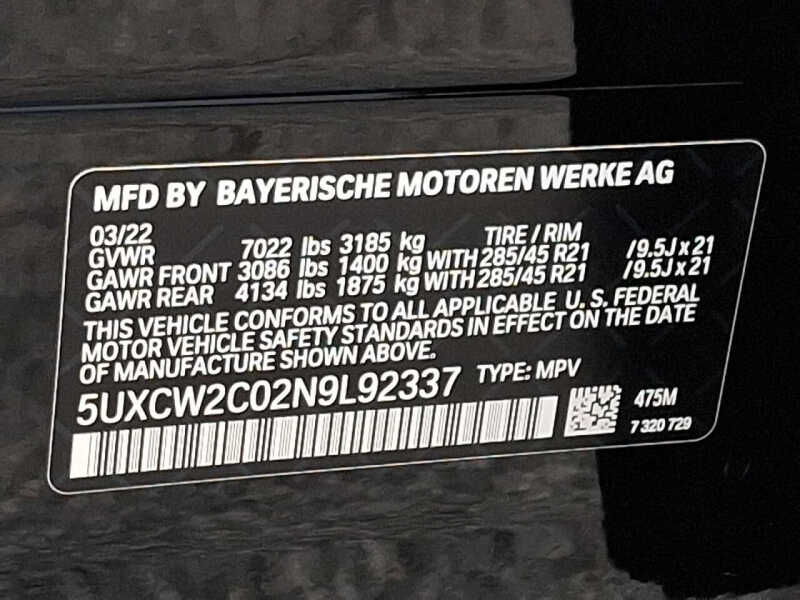 MFD BY BAYERISCHE MOTOREN WERKE AG
03/22 TIRE / RIM
GVWR 7022 lbs 3185 kg
GAWR FRONT 3086 lbs 1400 kg WITH 285/45 R21 /9.5J x 21
GAWR REAR 4134 lbs 1875 kg WITH 285/45 R21 /9.5J x 21
THIS VEHICLE CONFORMS TO ALL APPLICABLE U. S. FEDERAL
MOTOR VEHICLE SAFETY STANDARDS IN EFFECT ON THE DATE
OF MANUFACTURE SHOWN ABOVE.
5UXCW2C02N9L92337 TYPE: MPV
475M
7 320 729